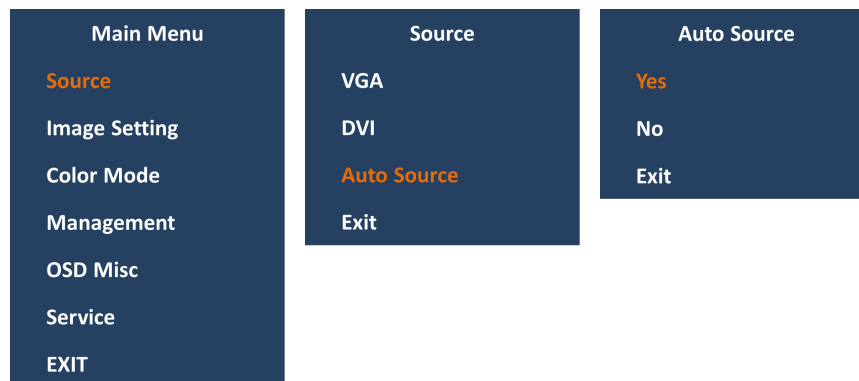 Main Menu
Source
Image Setting
Color Mode
Management
OSD Misc
Service
EXIT
Source
VGA
DVI
Auto Source
Exit
Auto Source
Yes
No
Exit